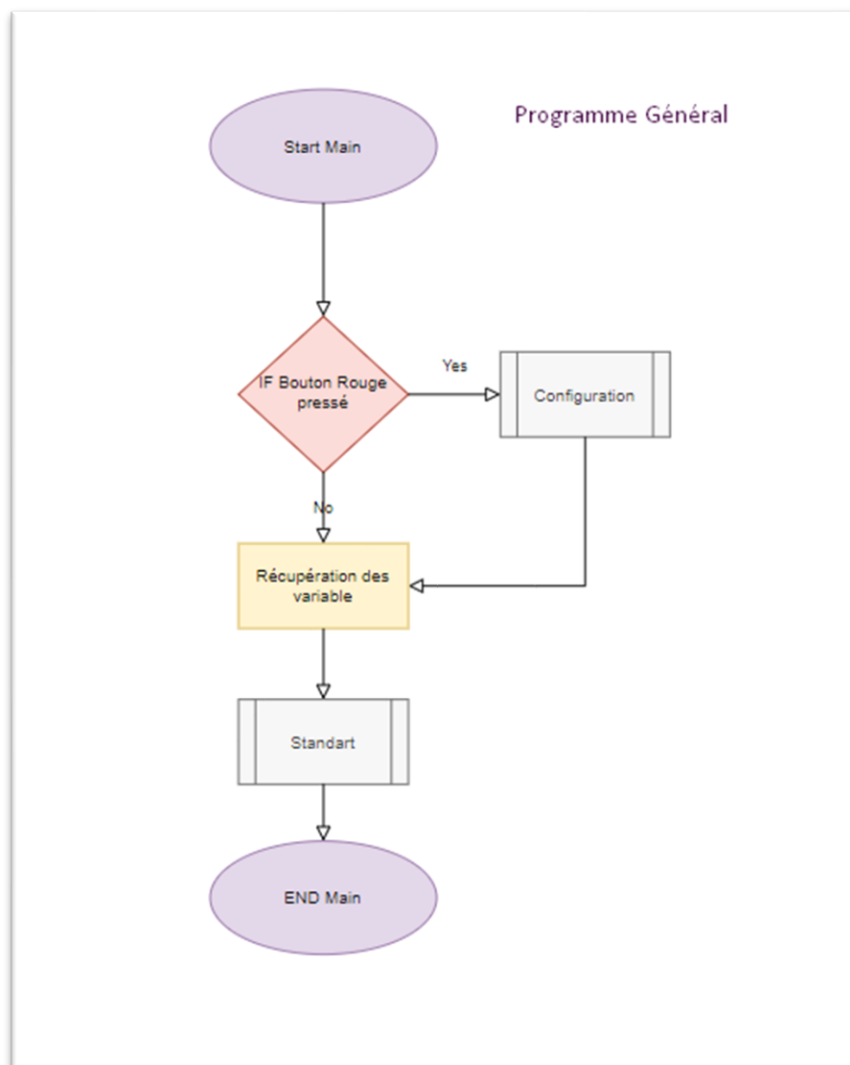 Programme Général
Start Main
IF Bouton Rouge
pressé
Yes
Configuration
No
Récupération des
variable
Standart
END Main